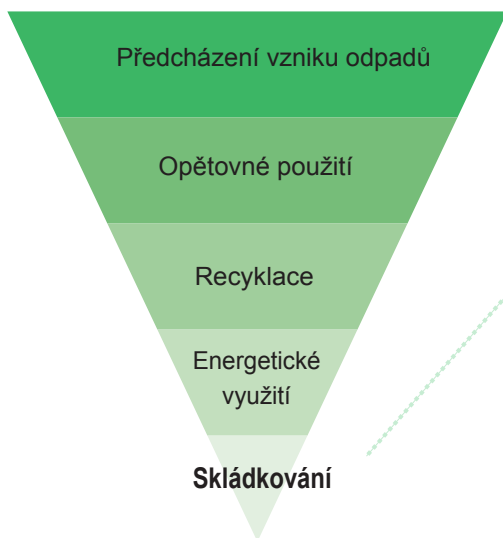 Předcházení vzniku odpadů
Opětovné použití
Recyklace
Energetické
využití
Skládkování